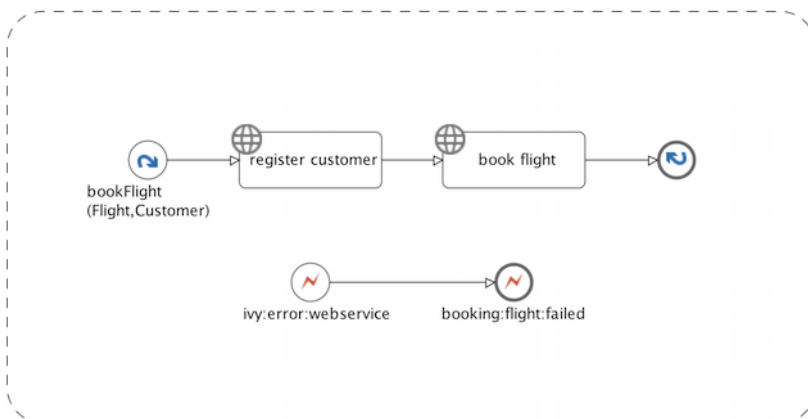 register customer
book flight
bookFlight
(Flight,Customer)
ivy:error:webservice
booking:flight:failed